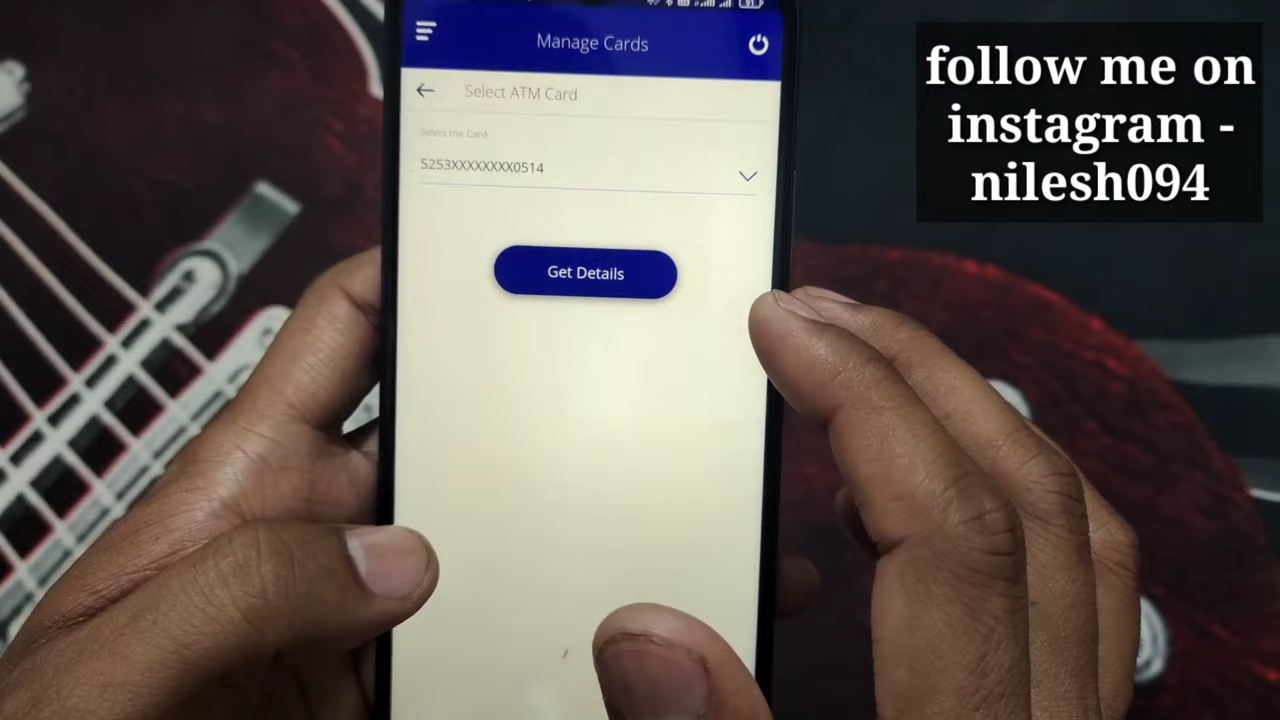 Manage Cards
Select ATM Card
Select the Card
5253XXXXXXXX0514
Get Details
follow me on
instagram -
nilesh094